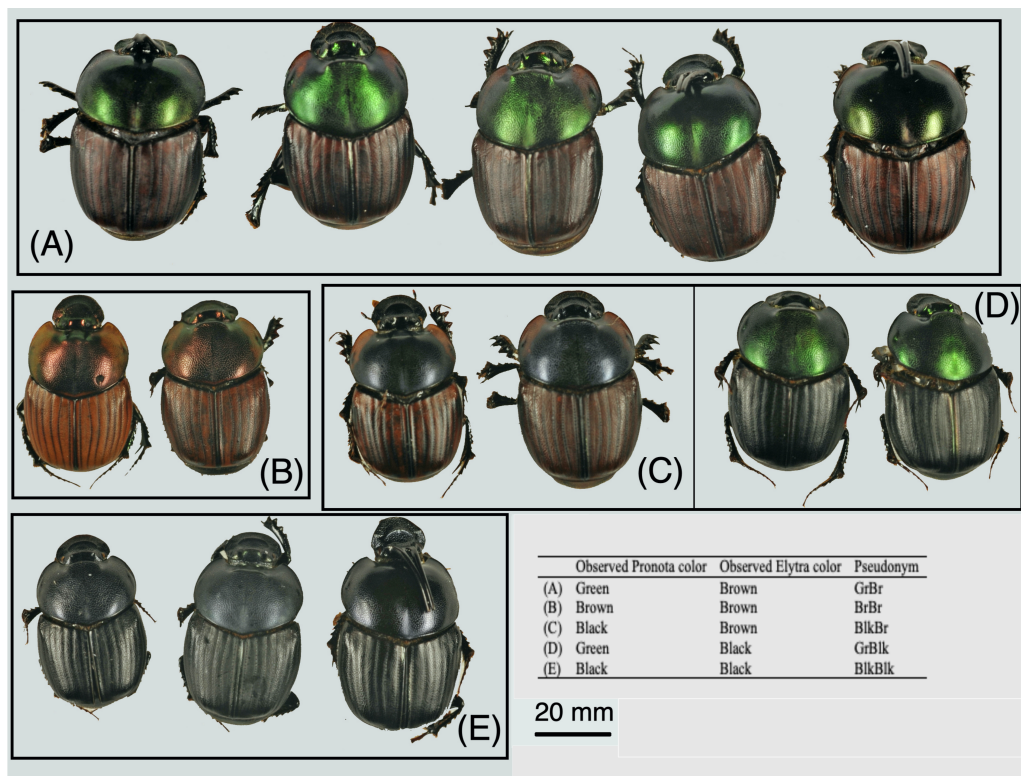 (A)
(B)
(C)
(D)
(E)
Observed Pronota color Observed Elytra color Pseudonym
(A) Green Brown GrBr
(B) Brown Brown BrBr
(C) Black Brown BlkBr
(D) Green Black GrBlk
(E) Black Black BlkBlk
20 mm